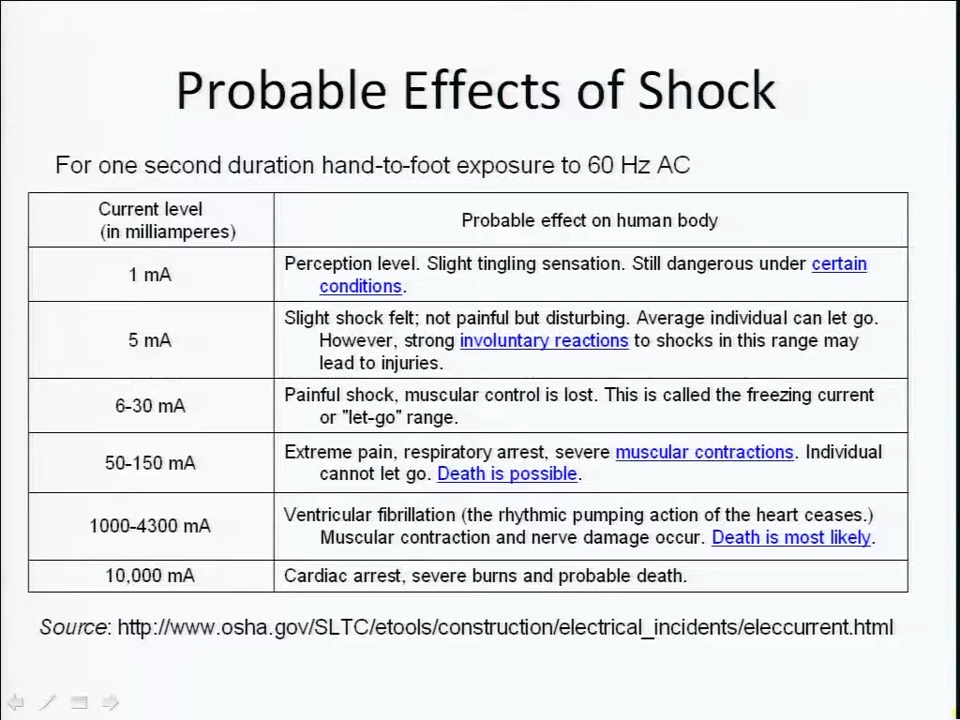 Probable Effects of Shock
For one second duration hand-to-foot exposure to 60 Hz AC
Current level
(in milliamperes)
Probable effect on human body
1 mA
Perception level. Slight tingling sensation. Still dangerous under certain
conditions.
5 mA
Slight shock felt; not painful but disturbing. Average individual can let go.
However, strong involuntary reactions to shocks in this range may
lead to injuries.
6-30 mA
Painful shock, muscular control is lost. This is called the freezing current
or "let-go" range.
50-150 mA
Extreme pain, respiratory arrest, severe muscular contractions. Individual
cannot let go. Death is possible.
1000-4300 mA
Ventricular fibrillation (the rhythmic pumping action of the heart ceases.)
Muscular contraction and nerve damage occur. Death is most likely.
10,000 mA
Cardiac arrest, severe burns and probable death.
Source: http://www.osha.gov/SLTC/etools/construction/electrical_incidents/eleccurrent.html